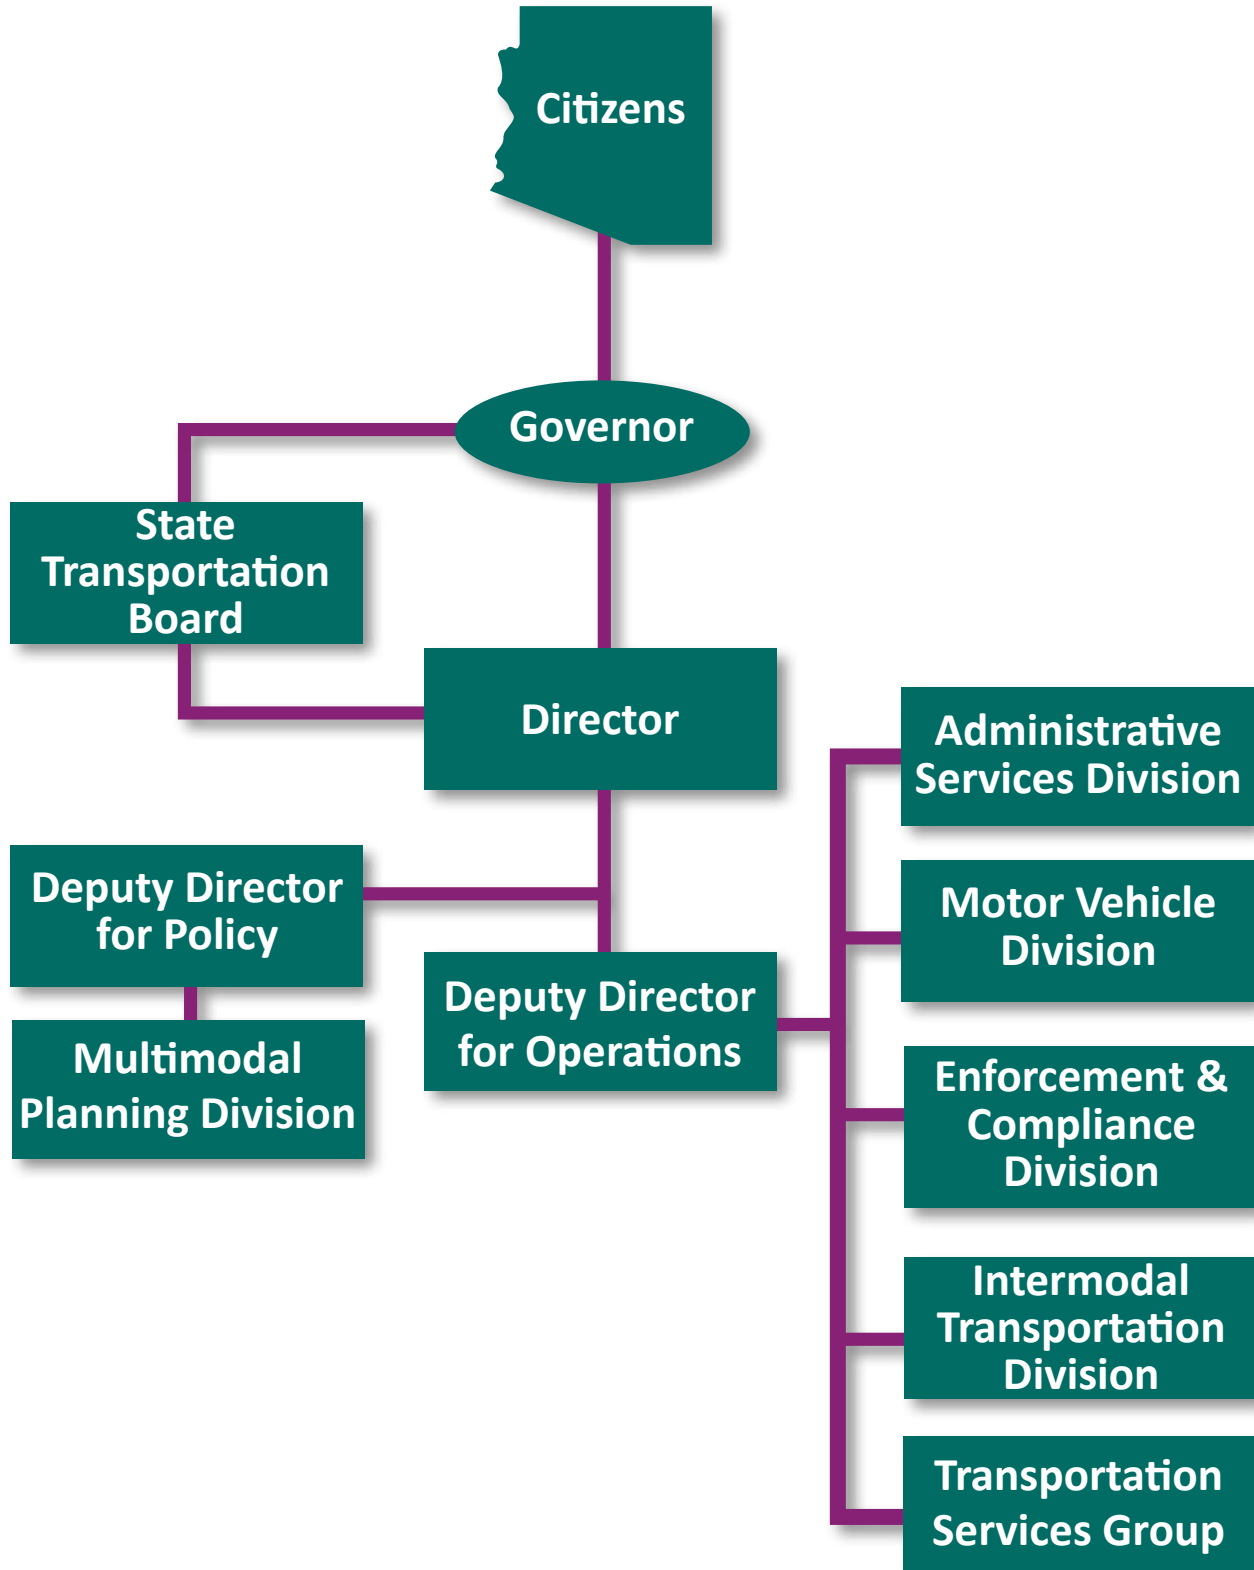 Citizens
Governor
State
Transportation
Board
Director
Deputy Director
for Policy
Multimodal
Planning Division
Deputy Director
for Operations
Administrative
Services Division
Motor Vehicle
Division
Enforcement &
Compliance
Division
Intermodal
Transportation
Division
Transportation
Services Group